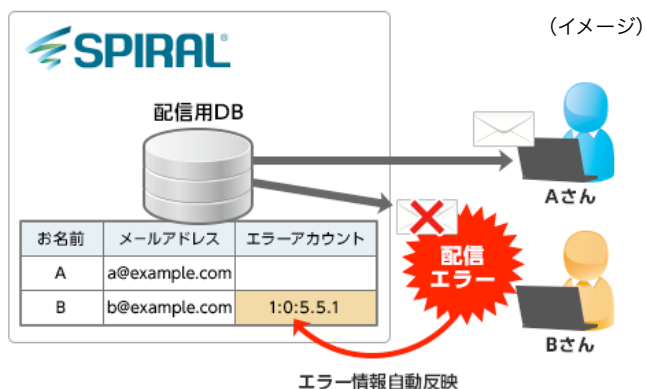 (イメージ)
SPIRAL®
配信用DB
Aさん
お名前 メールアドレス エラーアカウント
A a@example.com
B b@example.com 1:0:5.5.1
配信
エラー
Bさん
エラー情報自動反映